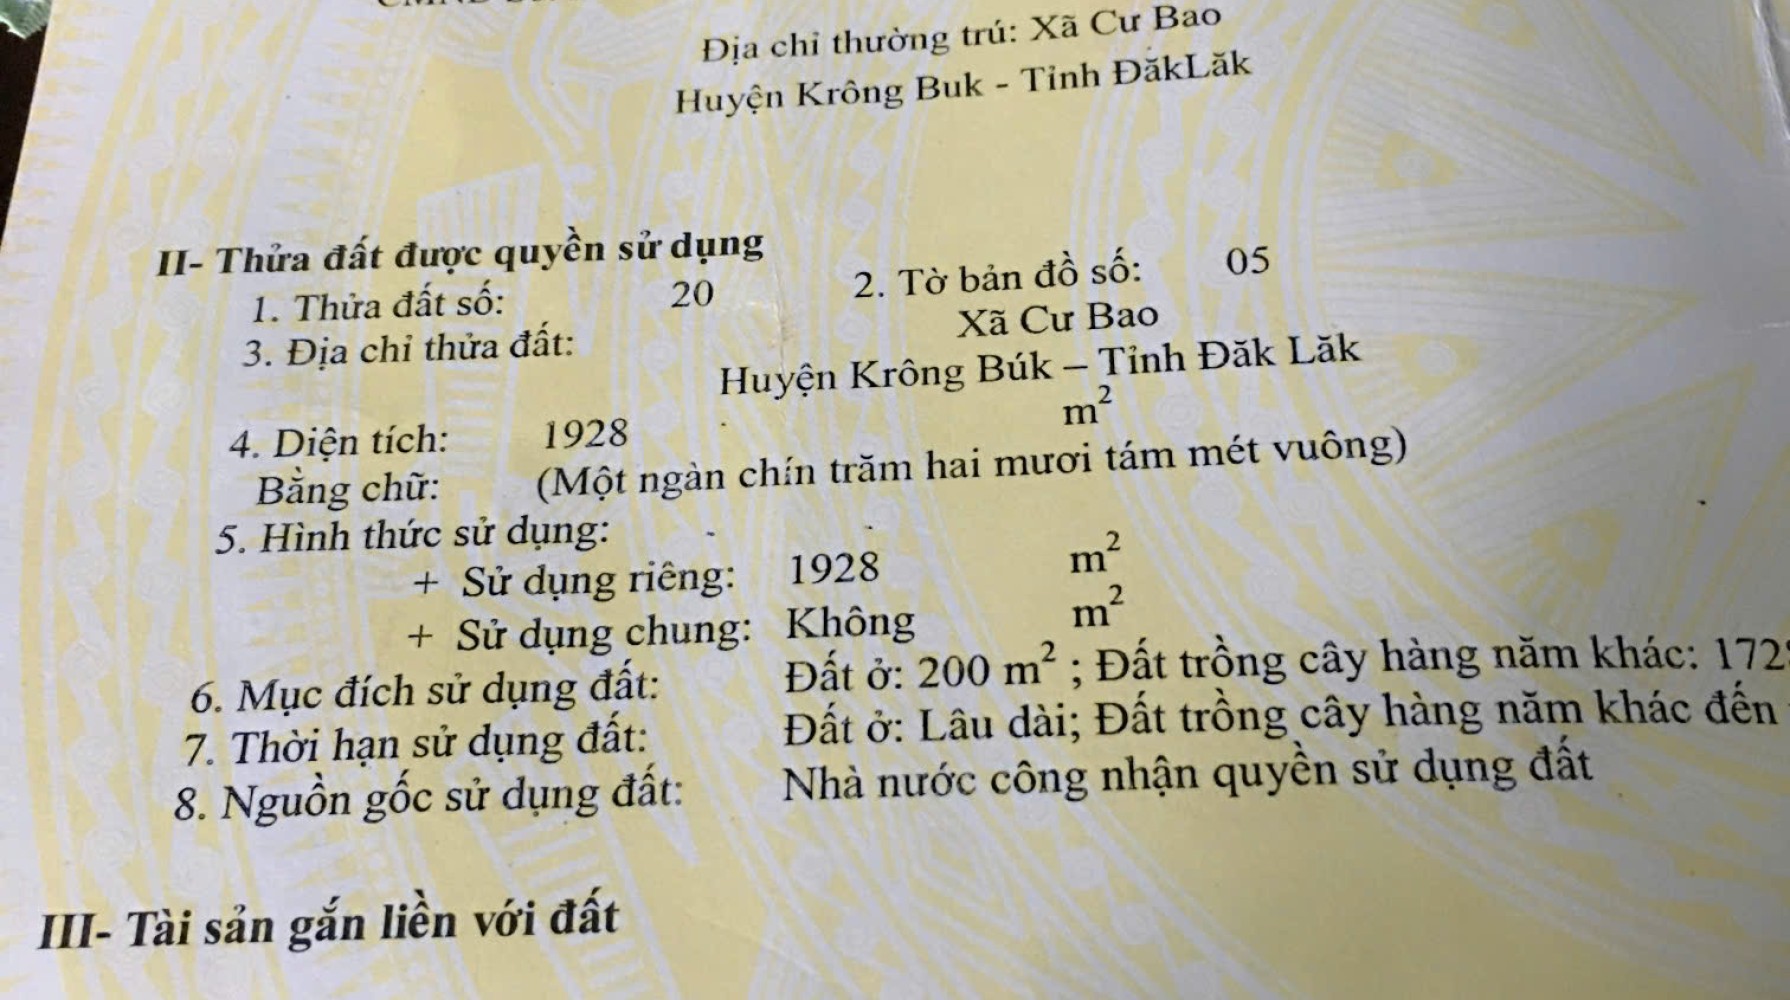 Địa chỉ thường trú: Xã Cư Bao
Huyện Krông Buk - Tỉnh ĐăkLăk
II- Thửa đất được quyền sử dụng
1. Thửa đất số: 20 2. Tờ bản đồ số: 05
3. Địa chỉ thửa đất: Xã Cư Bao
Huyện Krông Búk – Tỉnh Đăk Lăk
4. Diện tích: 1928 m²
Bằng chữ: (Một ngàn chín trăm hai mươi tám mét vuông)
5. Hình thức sử dụng:
+ Sử dụng riêng: 1928 m²
+ Sử dụng chung: Không m²
6. Mục đích sử dụng đất: Đất ở: 200 m² ; Đất trồng cây hàng năm khác: 172
7. Thời hạn sử dụng đất: Đất ở: Lâu dài; Đất trồng cây hàng năm khác đến
8. Nguồn gốc sử dụng đất: Nhà nước công nhận quyền sử dụng đất
III- Tài sản gắn liền với đất